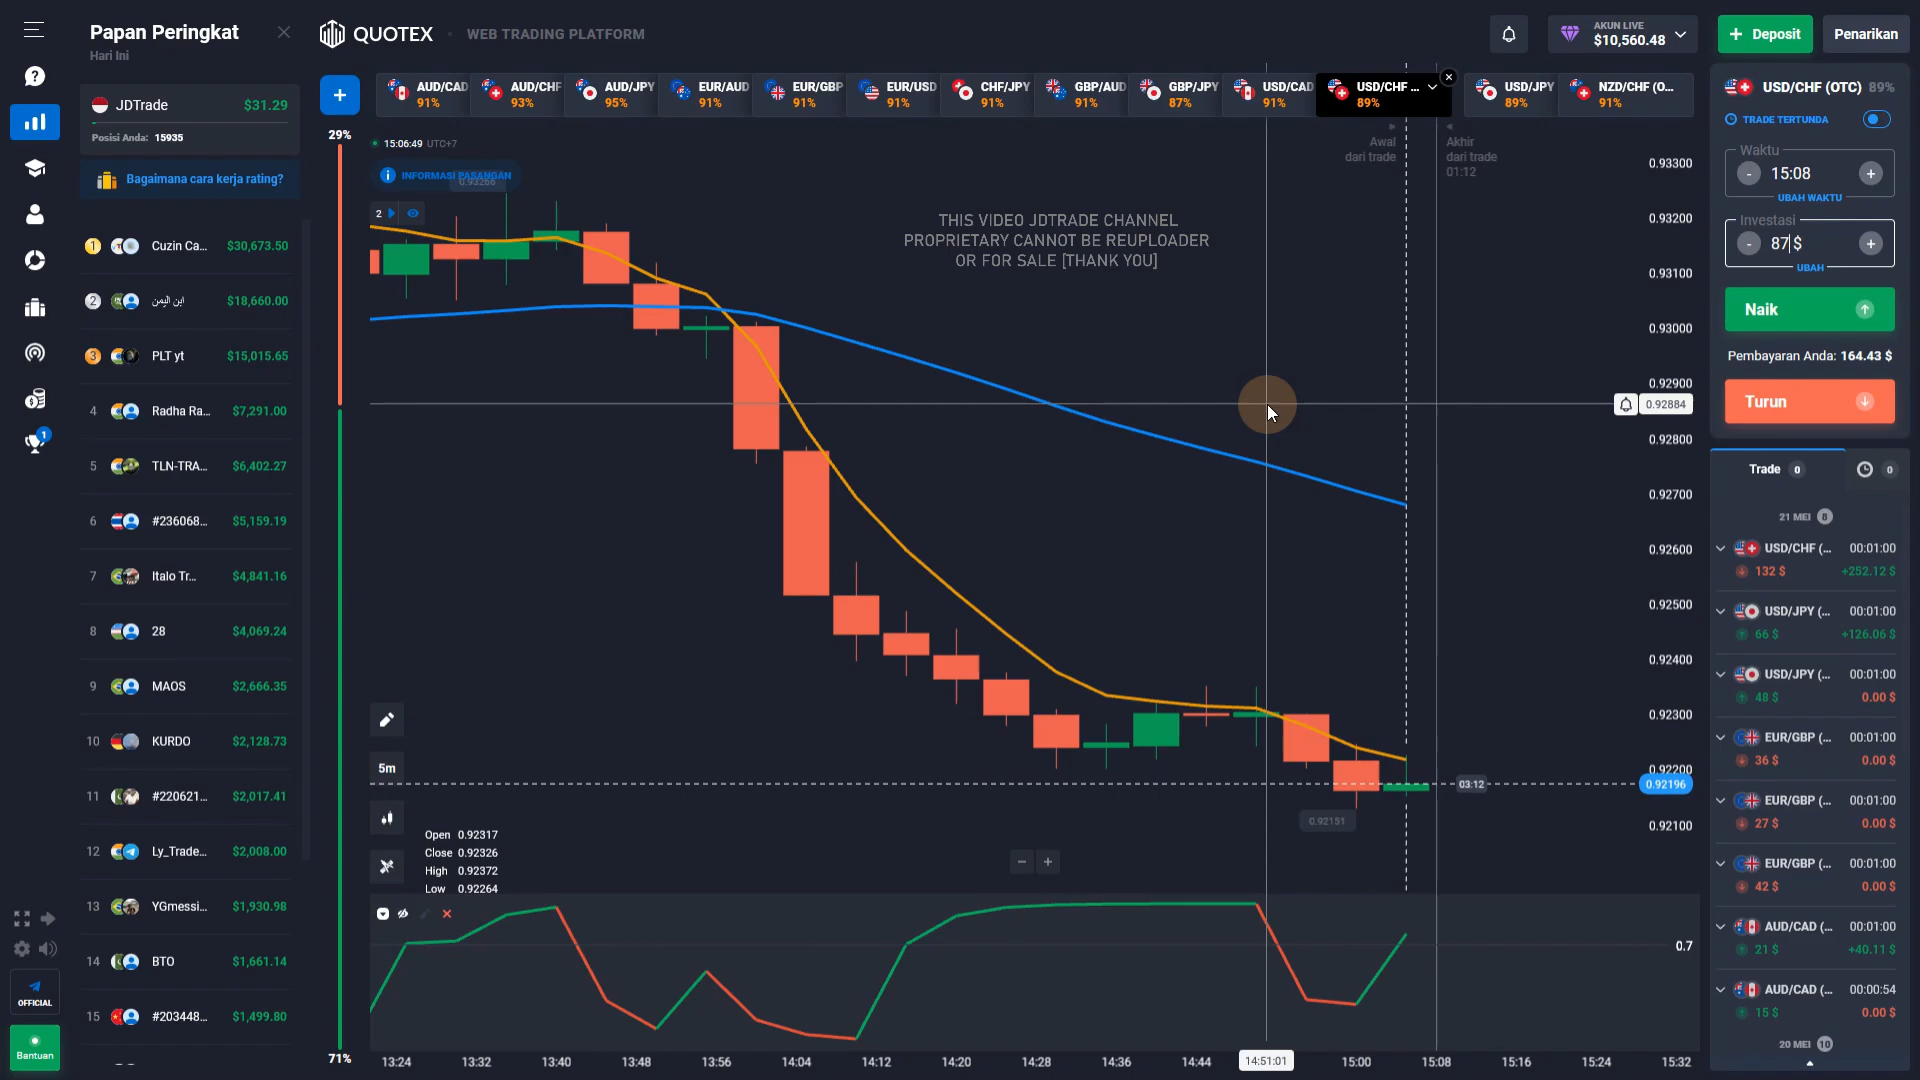 Papan Peringkat
Hari Ini
QUOTEX
WEB TRADING PLATFORM
AKUN LIVE
$10,560.48
+ Deposit
Penarikan
JDTrade $31.29
Posisi Anda: 15935
Bagaimana cara kerja rating?
+
AUD/CAD
91%
AUD/CHF
93%
AUD/JPY
95%
EUR/AUD
91%
EUR/GBP
91%
EUR/USD
91%
CHF/JPY
91%
GBP/AUD
91%
GBP/JPY
87%
USD/CAD
91%
USD/CHF ...
89%
USD/JPY
89%
NZD/CHF (O...
91%
29%
15:06:49 UTC+7
INFORMASI PASANGAN
0.93266
2
THIS VIDEO JDTRADE CHANNEL
PROPRIETARY CANNOT BE REUPLOADER
OR FOR SALE [THANK YOU]
Awal
dari trade
Akhir
dari trade
01:12
0.93300
0.93200
0.93100
0.93000
0.92900
0.92884
0.92800
0.92700
0.92600
0.92500
0.92400
0.92300
0.92200
0.92196
0.92100
03:12
0.92151
5m
Open 0.92317
Close 0.92326
High 0.92372
Low 0.92264
- +
0.7
71%
13:24 13:32 13:40 13:48 13:56 14:04 14:12 14:20 14:28 14:36 14:44 14:51:01 15:00 15:08 15:16 15:24 15:32
1 Cuzin Ca... $30,673.50
2 ابن اليمن $18,660.00
3 PLT yt $15,015.65
4 Radha Ra... $7,291.00
5 TLN-TRA... $6,402.27
6 #236068... $5,159.19
7 Italo Tr... $4,841.16
8 28 $4,069.24
9 MAOS $2,666.35
10 KURDO $2,128.73
11 #220621... $2,017.41
12 Ly_Trade... $2,008.00
13 YGmessi... $1,930.98
14 BTO $1,661.14
15 #203448... $1,499.80
1
OFFICIAL
Bantuan
USD/CHF (OTC) 89%
TRADE TERTUNDA
Waktu
- 15:08 +
UBAH WAKTU
Investasi
- 87 $ +
UBAH
Naik
Pembayaran Anda: 164.43 $
Turun
Trade 0
0
21 MEI 8
USD/CHF (... 00:01:00
132 $ +252.12 $
USD/JPY (... 00:01:00
66 $ +126.06 $
USD/JPY (... 00:01:00
48 $ 0.00 $
EUR/GBP (... 00:01:00
36 $ 0.00 $
EUR/GBP (... 00:01:00
27 $ 0.00 $
EUR/GBP (... 00:01:00
42 $ 0.00 $
AUD/CAD (... 00:01:00
21 $ +40.11 $
AUD/CAD (... 00:00:54
15 $ 0.00 $
20 MEI 10